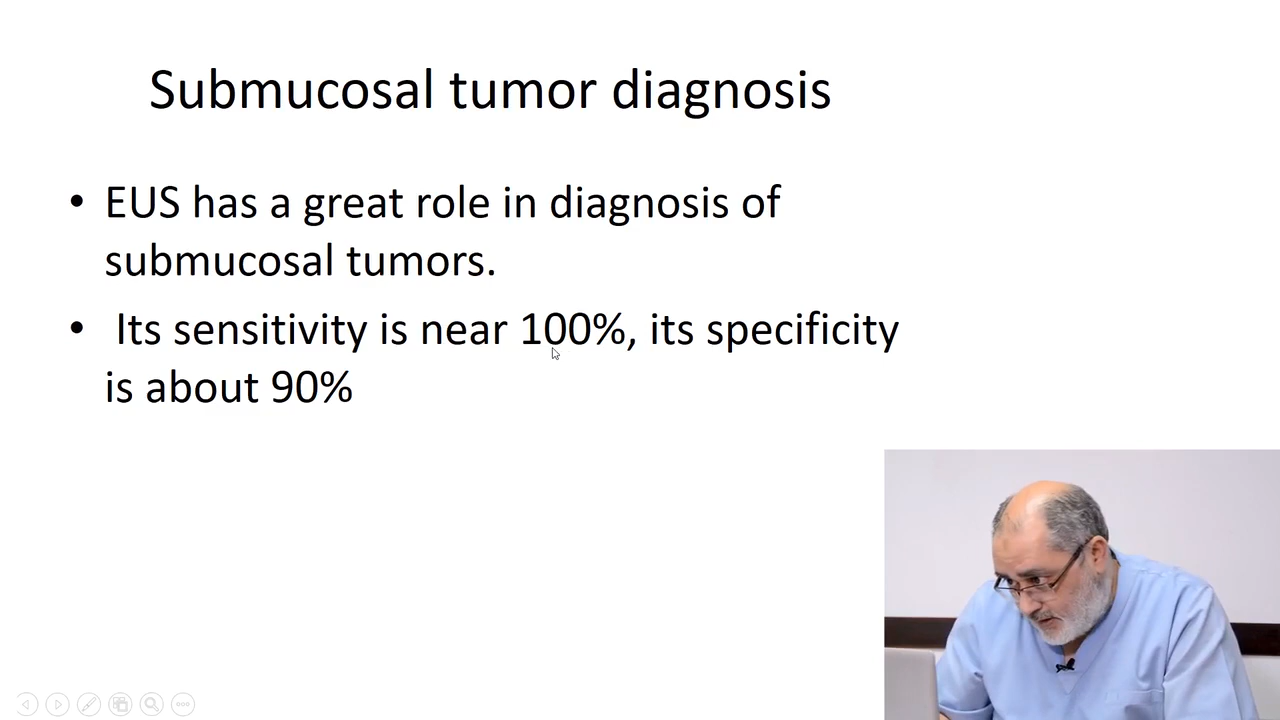 Submucosal tumor diagnosis
• EUS has a great role in diagnosis of
submucosal tumors.
• Its sensitivity is near 100%, its specificity
is about 90%